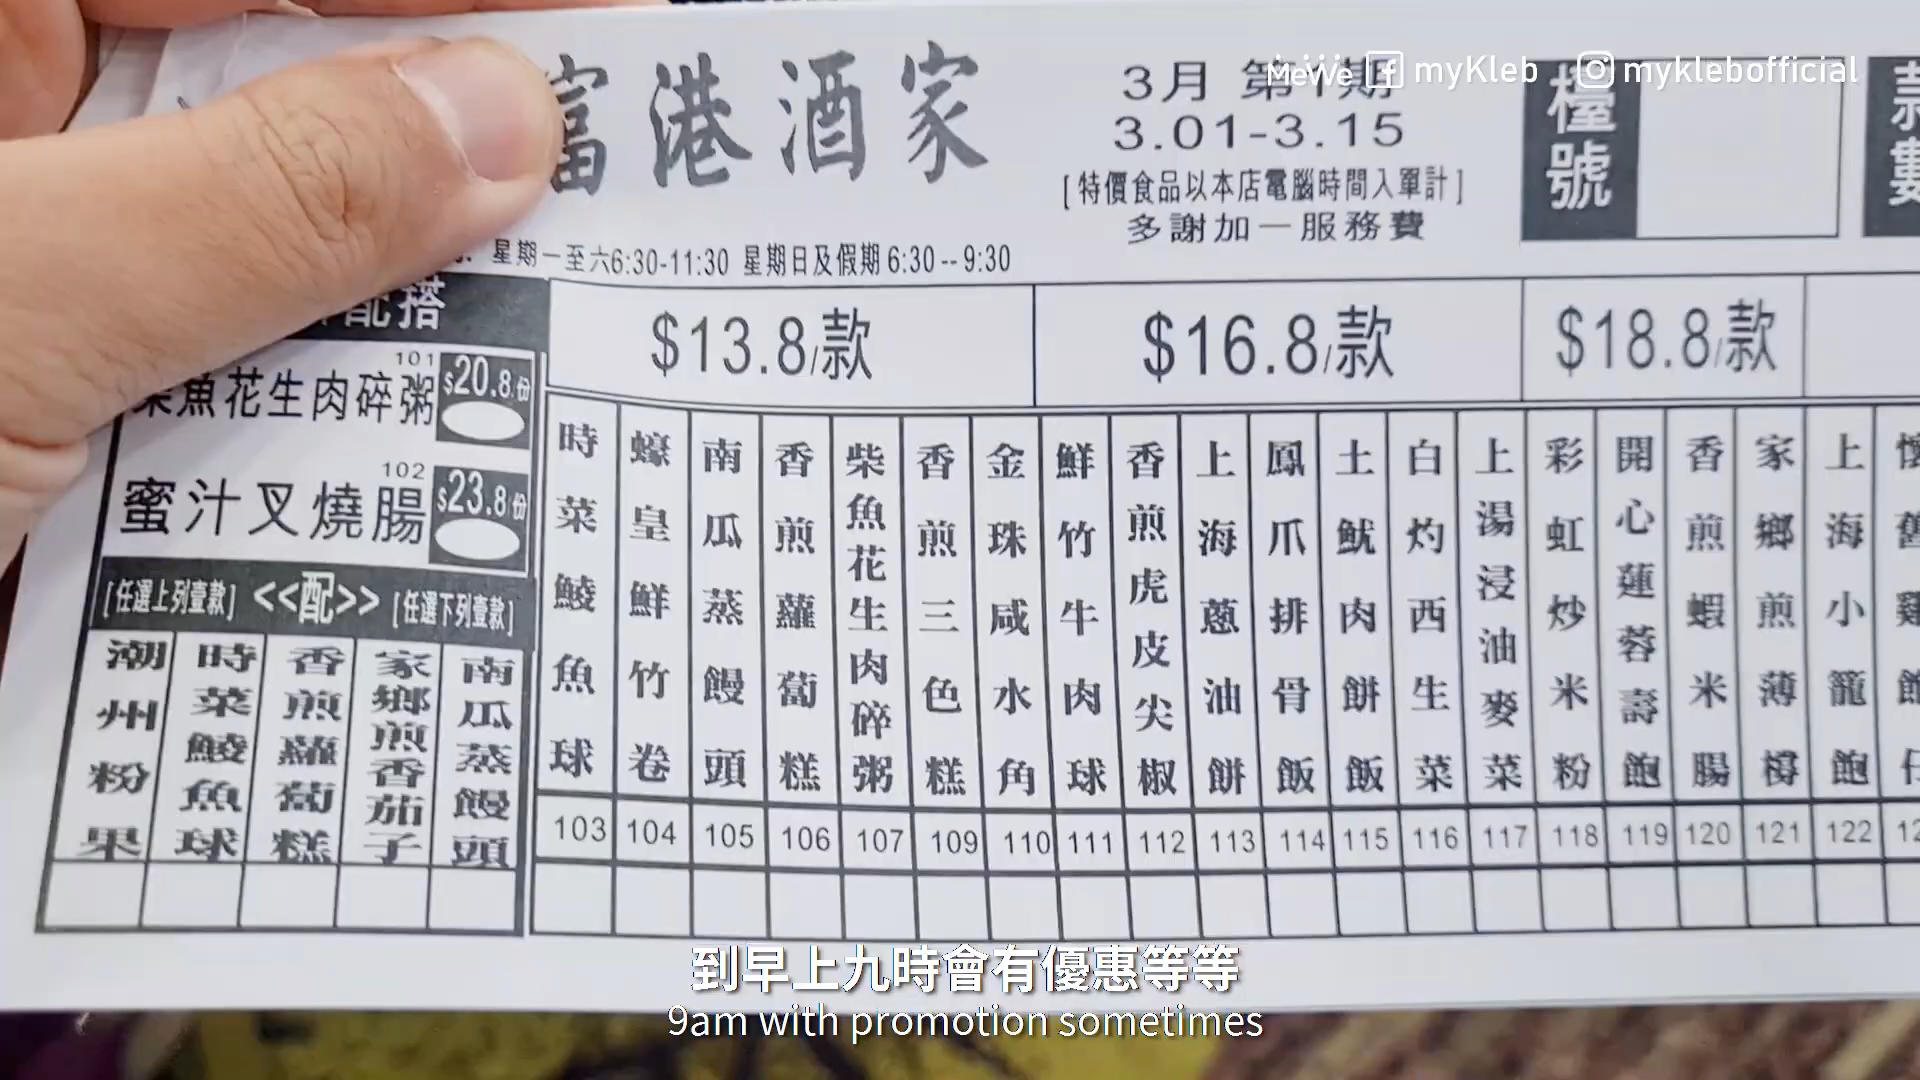 富港酒家
3月 第1期
3.01-3.15
[特價食品以本店電腦時間入單計]
多謝加一服務費
MeWe myKleb myklebofficial
檯號
款數
星期一至六6:30-11:30 星期日及假期6:30--9:30
配搭
101
柴魚花生肉碎粥 $20.8/份
102
蜜汁叉燒腸 $23.8/份
[任選上列壹款] <<配>> [任選下列壹款]
潮州粉果
時菜鯪魚球
香煎蘿蔔糕
家鄉煎香茄子
南瓜蒸饅頭
$13.8/款
時菜鯪魚球 103
蠔皇鮮竹卷 104
南瓜蒸饅頭 105
香煎蘿蔔糕 106
柴魚花生肉碎粥 107
香煎三色糕 109
金珠咸水角 110
$16.8/款
鮮竹牛肉球 111
香煎虎皮尖椒 112
上海蔥油餅 113
鳳爪排骨飯 114
土魷肉餅飯 115
白灼西生菜 116
上湯浸油麥菜 117
$18.8/款
彩虹炒米粉 118
開心蓮蓉壽飽 119
香煎蝦米腸 120
家鄉煎薄罉 121
上海小籠飽 122
到早上九時會有優惠等等
9am with promotion sometimes